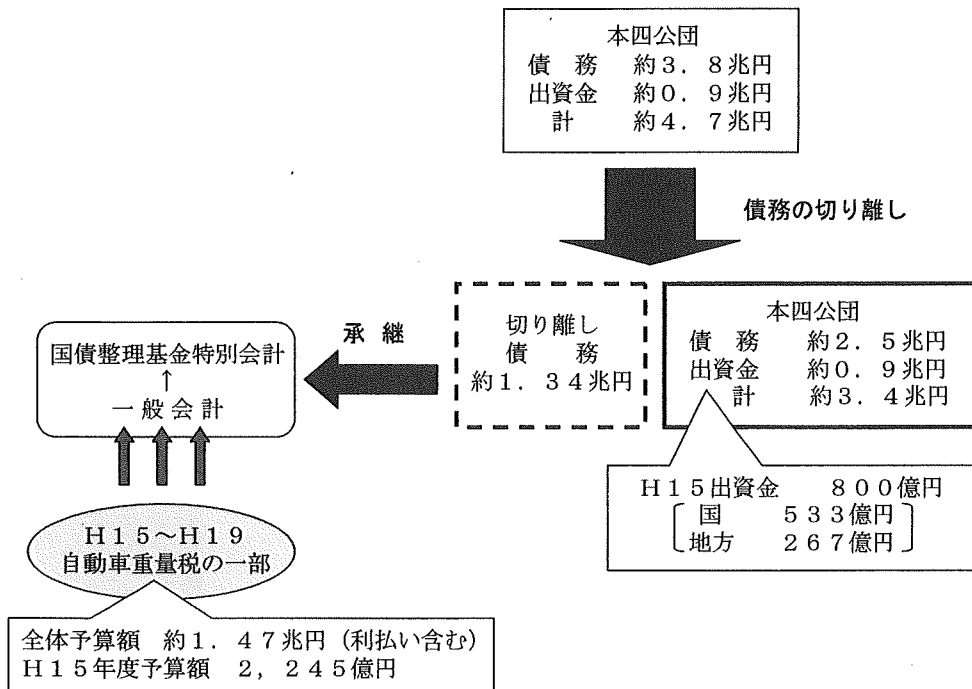 本四公団
債　務　約３．８兆円
出資金　約０．９兆円
計　約４．７兆円
債務の切り離し
切り離し
債　務
約１．３４兆円
本四公団
債　務　約２．５兆円
出資金　約０．９兆円
計　約３．４兆円
承 継
国債整理基金特別会計
↑
一 般 会 計
Ｈ１５出資金　８００億円
国　５３３億円
地方　２６７億円
Ｈ１５～Ｈ１９
自動車重量税の一部
全体予算額　約１．４７兆円（利払い含む）
Ｈ１５年度予算額　２，２４５億円